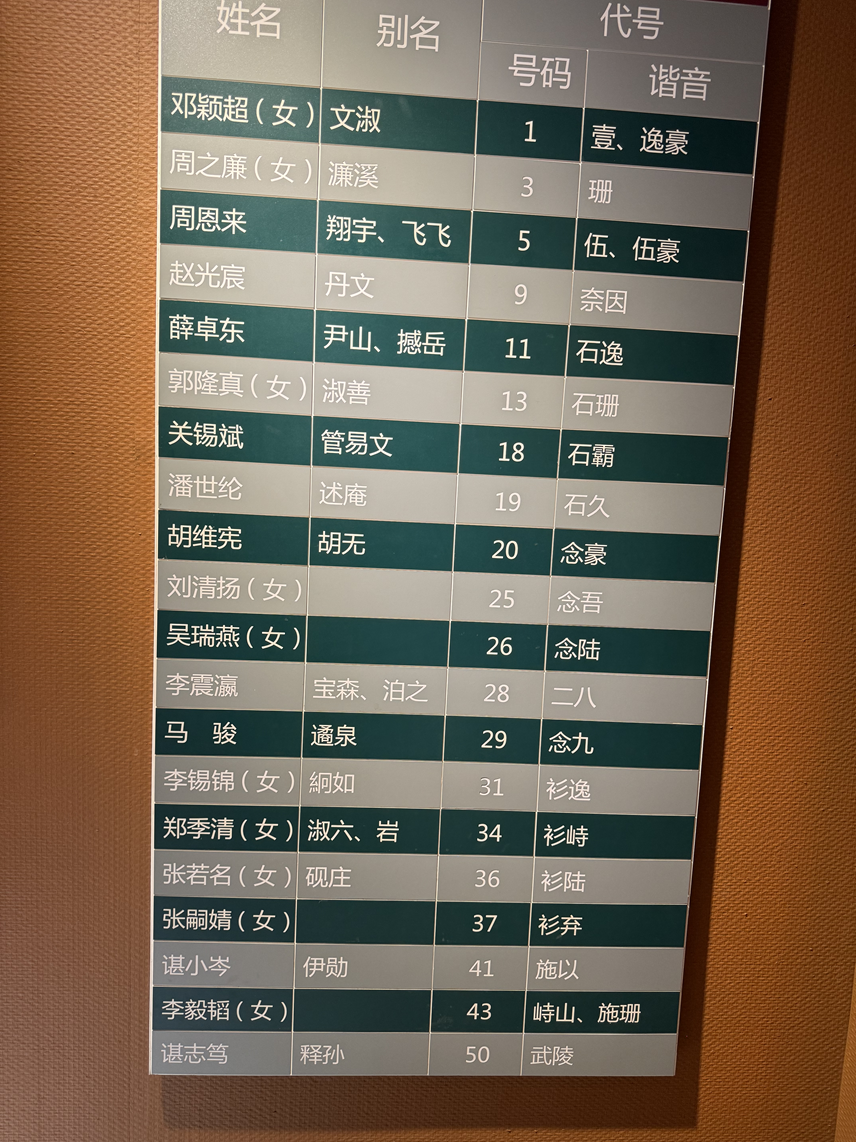 姓名 别名 代号
号码 谐音
邓颖超（女） 文淑 1 壹、逸豪
周之廉（女） 濂溪 3 珊
周恩来 翔宇、飞飞 5 伍、伍豪
赵光宸 丹文 9 奈因
薛卓东 尹山、撼岳 11 石逸
郭隆真（女） 淑善 13 石珊
关锡斌 管易文 18 石霸
潘世纶 述庵 19 石久
胡维宪 胡无 20 念豪
刘清扬（女） 25 念吾
吴瑞燕（女） 26 念陆
李震瀛 宝森、泊之 28 二八
马 骏 遹泉 29 念九
李锡锦（女） 絅如 31 衫逸
郑季清（女） 淑六、岩 34 衫峙
张若名（女） 砚庄 36 衫陆
张嗣婧（女） 37 衫弃
谌小岑 伊勋 41 施以
李毅韬（女） 43 峙山、施珊
谌志笃 释孙 50 武陵